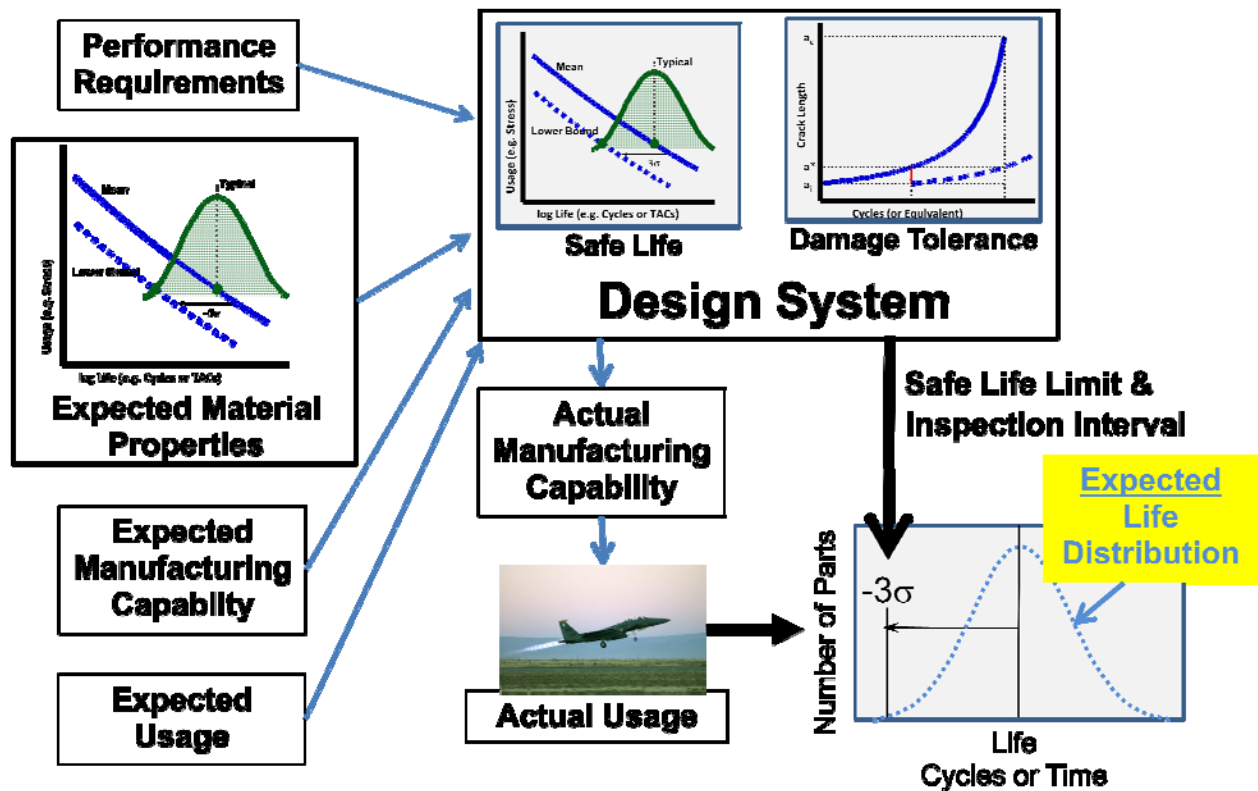 Performance
Requirements
Usage (e.g. Stress)
Mean
Typical
Lower Bound
3σ
log Life (e.g. Cycles or TACs)
Safe Life
Crack Length
a
a*
a
Cycles (or Equivalent)
Damage Tolerance
Design System
Usage (e.g. Stress)
Mean
Typical
Lower Bound
-3σ
log Life (e.g. Cycles or TACs)
Expected Material
Properties
Actual
Manufacturing
Capability
Safe Life Limit &
Inspection Interval
Expected
Life
Distribution
Expected
Manufacturing
Capability
Number of Parts
-3σ
Expected
Usage
Actual Usage
Life
Cycles or Time